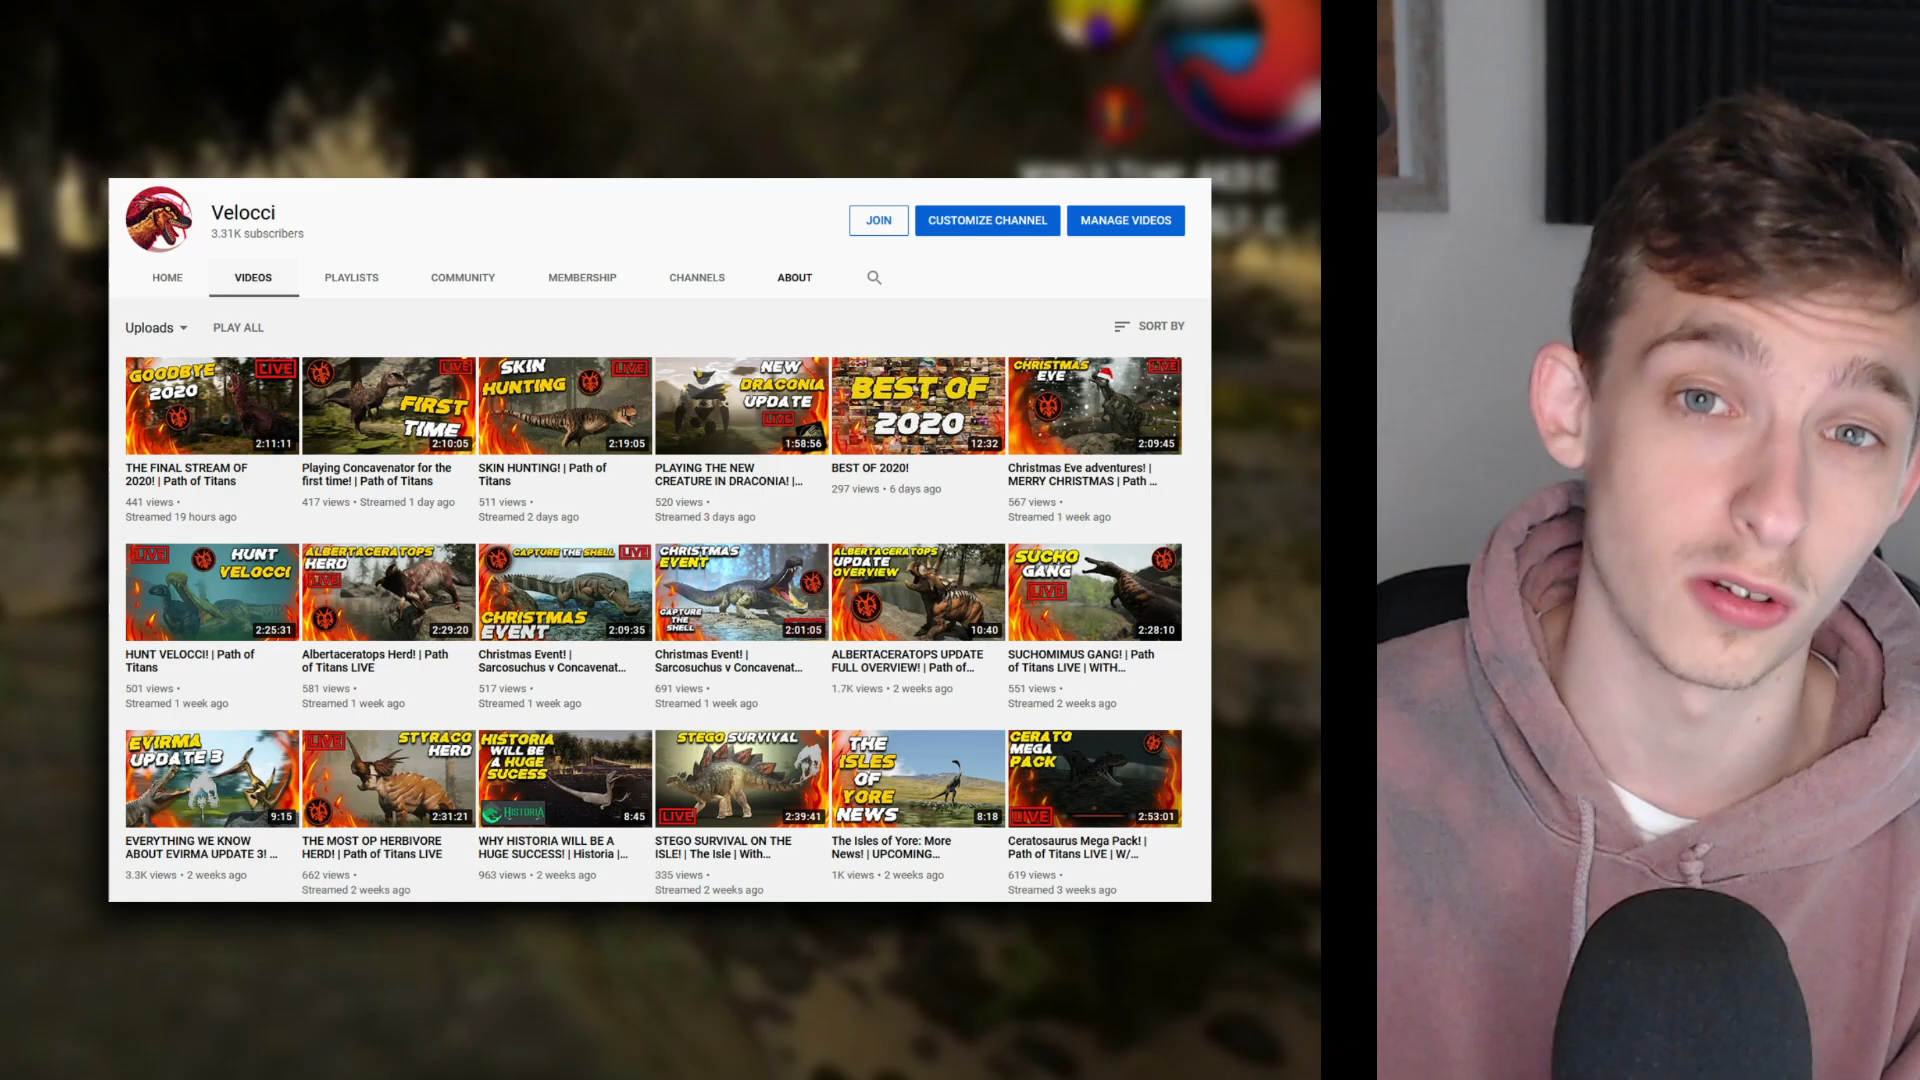 Velocci
3.31K subscribers
JOIN
CUSTOMIZE CHANNEL
MANAGE VIDEOS
HOME
VIDEOS
PLAYLISTS
COMMUNITY
MEMBERSHIP
CHANNELS
ABOUT
Uploads
PLAY ALL
SORT BY
GOODBYE
2020
LIVE
2:11:11
THE FINAL STREAM OF
2020! | Path of Titans
441 views •
Streamed 19 hours ago
LIVE
FIRST
TIME
2:10:05
Playing Concavenator for the
first time! | Path of Titans
417 views • Streamed 1 day ago
SKIN
HUNTING
LIVE
2:19:05
SKIN HUNTING! | Path of
Titans
511 views •
Streamed 2 days ago
NEW
DRACONIA
UPDATE
LIVE
1:58:56
PLAYING THE NEW
CREATURE IN DRACONIA! |...
520 views •
Streamed 3 days ago
BEST OF
2020
12:32
BEST OF 2020!
297 views • 6 days ago
CHRISTMAS
EVE
LIVE
2:09:45
Christmas Eve adventures! |
MERRY CHRISTMAS | Path ...
567 views •
Streamed 1 week ago
LIVE
HUNT
VELOCCI
2:25:31
HUNT VELOCCI! | Path of
Titans
501 views •
Streamed 1 week ago
ALBERTACERATOPS
HERD
LIVE
2:29:20
Albertaceratops Herd! | Path
of Titans LIVE
581 views •
Streamed 1 week ago
CAPTURE THE SHELL
LIVE
CHRISTMAS
EVENT
2:09:35
Christmas Event! |
Sarcosuchus v Concavenat...
517 views •
Streamed 1 week ago
CHRISTMAS
EVENT
CAPTURE
THE
SHELL
2:01:05
Christmas Event! |
Sarcosuchus v Concavenat...
691 views •
Streamed 1 week ago
ALBERTACERATOPS
UPDATE
OVERVIEW
10:40
ALBERTACERATOPS UPDATE
FULL OVERVIEW! | Path of...
1.7K views • 2 weeks ago
SUCHO
GANG
LIVE
2:28:10
SUCHOMIMUS GANG! | Path
of Titans LIVE | WITH...
551 views •
Streamed 2 weeks ago
EVIRMA
UPDATE 3
9:15
EVERYTHING WE KNOW
ABOUT EVIRMA UPDATE 3! ...
3.3K views • 2 weeks ago
LIVE
STYRACO
HERD
2:31:21
THE MOST OP HERBIVORE
HERD! | Path of Titans LIVE
662 views •
Streamed 2 weeks ago
HISTORIA
WILL BE
A HUGE
SUCESS
HISTORIA
8:45
WHY HISTORIA WILL BE A
HUGE SUCCESS! | Historia |...
963 views • 2 weeks ago
STEGO SURVIVAL
LIVE
2:39:41
STEGO SURVIVAL ON THE
ISLE! | The Isle | With...
335 views •
Streamed 2 weeks ago
THE
ISLES
OF
YORE
NEWS
8:18
The Isles of Yore: More
News! | UPCOMING...
1K views • 2 weeks ago
CERATO
MEGA
PACK
LIVE
2:53:01
Ceratosaurus Mega Pack! |
Path of Titans LIVE | W/...
619 views •
Streamed 3 weeks ago